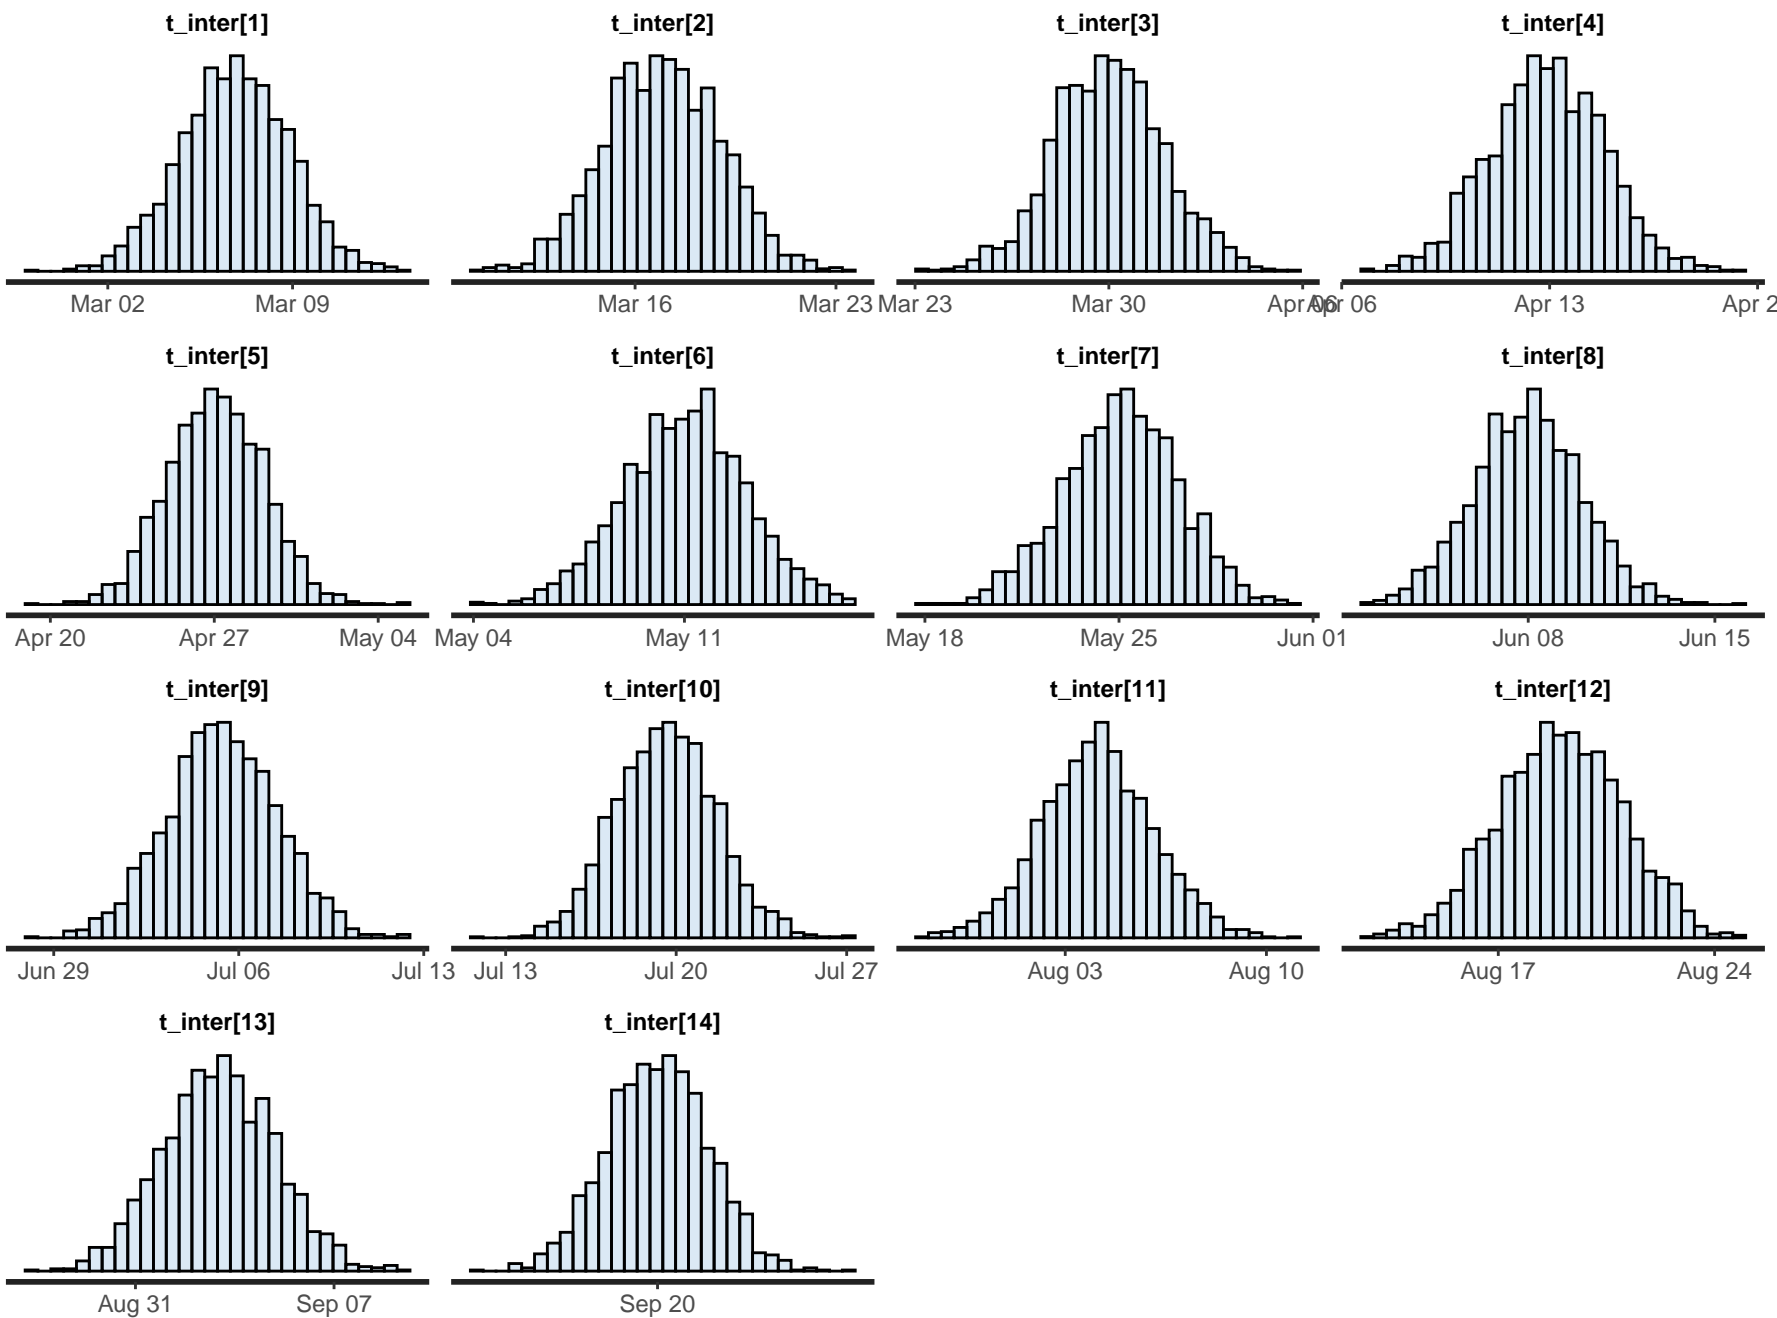 t_inter[1] t_inter[2] t_inter[3] t_inter[4]
Mar 02 Mar 09 Mar 16 Mar 23 Mar 23 Mar 30 Apr 06 Apr 06 Apr 13 Apr 2
t_inter[5] t_inter[6] t_inter[7] t_inter[8]
Apr 20 Apr 27 May 04 May 04 May 11 May 18 May 25 Jun 01 Jun 08 Jun 15
t_inter[9] t_inter[10] t_inter[11] t_inter[12]
Jun 29 Jul 06 Jul 13 Jul 13 Jul 20 Jul 27 Aug 03 Aug 10 Aug 17 Aug 24
t_inter[13] t_inter[14]
Aug 31 Sep 07 Sep 20